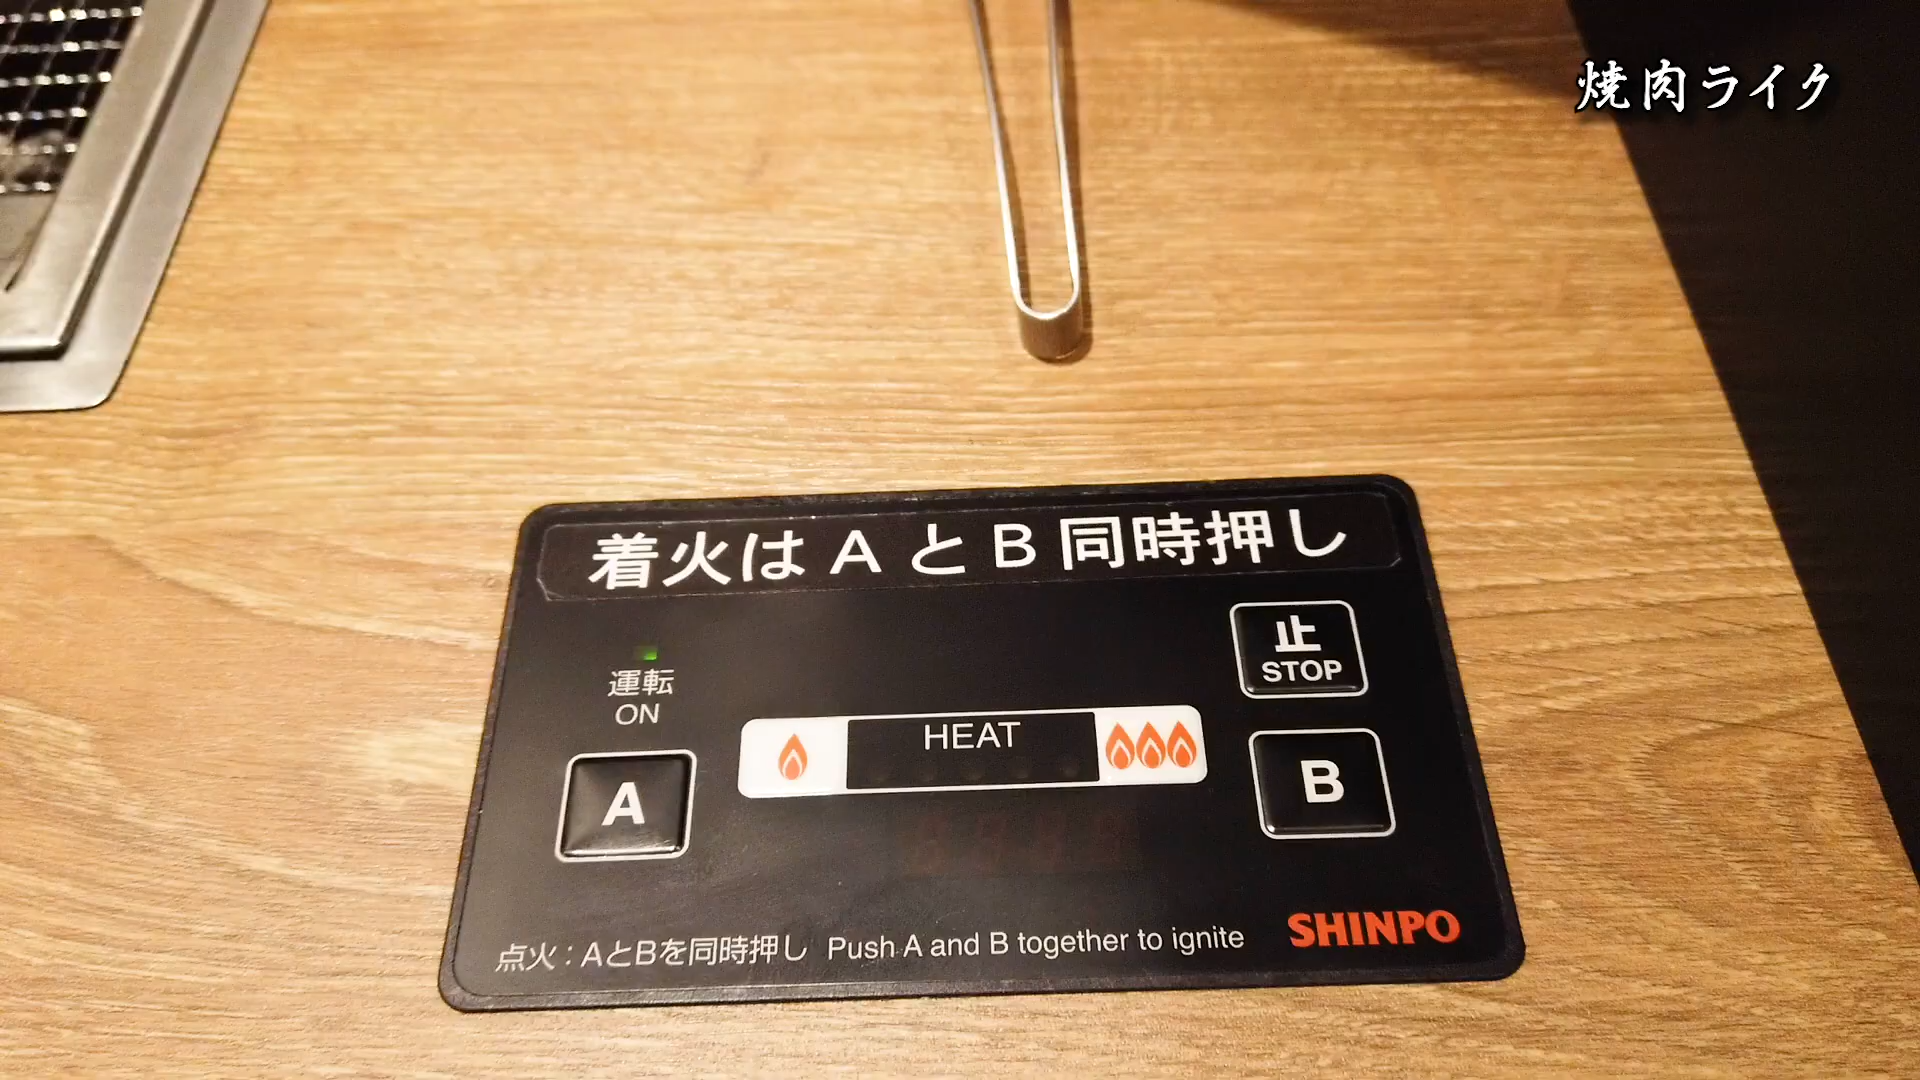 焼肉ライク
着火はAとB同時押し
運転
ON
止
STOP
HEAT
A
B
点火：AとBを同時押し Push A and B together to ignite
SHINPO